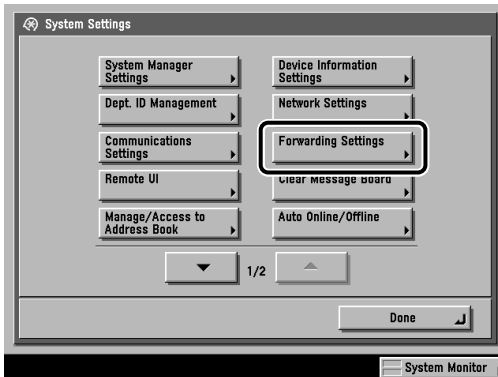 System Settings
System Manager
Settings
Device Information
Settings
Dept. ID Management
Network Settings
Communications
Settings
Forwarding Settings
Remote UI
Clear Message Board
Manage/Access to
Address Book
Auto Online/Offline
1/2
Done
System Monitor